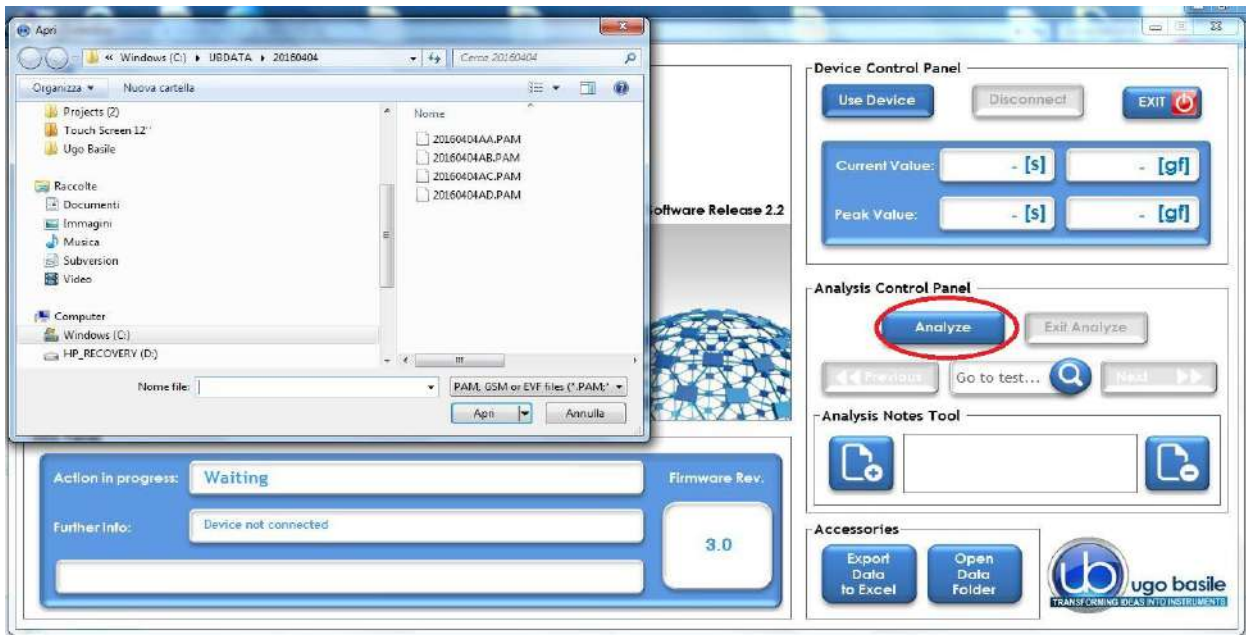 Apri
« Windows (C:) ▸ UBDATA ▸ 20160404
Cerca 20160404
Organizza ▾ Nuova cartella
Projects (2)
Touch Screen 12''
Ugo Basile
Raccolte
Documenti
Immagini
Musica
Subversion
Video
Computer
Windows (C:)
HP_RECOVERY (D:)
Nome
20160404AA.PAM
20160404AB.PAM
20160404AC.PAM
20160404AD.PAM
Nome file:
PAM, GSM or EVF files (*.PAM;*
Apri Annulla
oftware Release 2.2
Device Control Panel
Use Device Disconnect EXIT
Current Value: - [s] - [gf]
Peak Value: - [s] - [gf]
Analysis Control Panel
Analyze Exit Analyze
Previous Go to test... Next
Analysis Notes Tool
Action in progress: Waiting Firmware Rev.
Further info: Device not connected
3.0
Accessories
Export Data to Excel
Open Data Folder
ub ugo basile
TRANSFORMING IDEAS INTO INSTRUMENTS